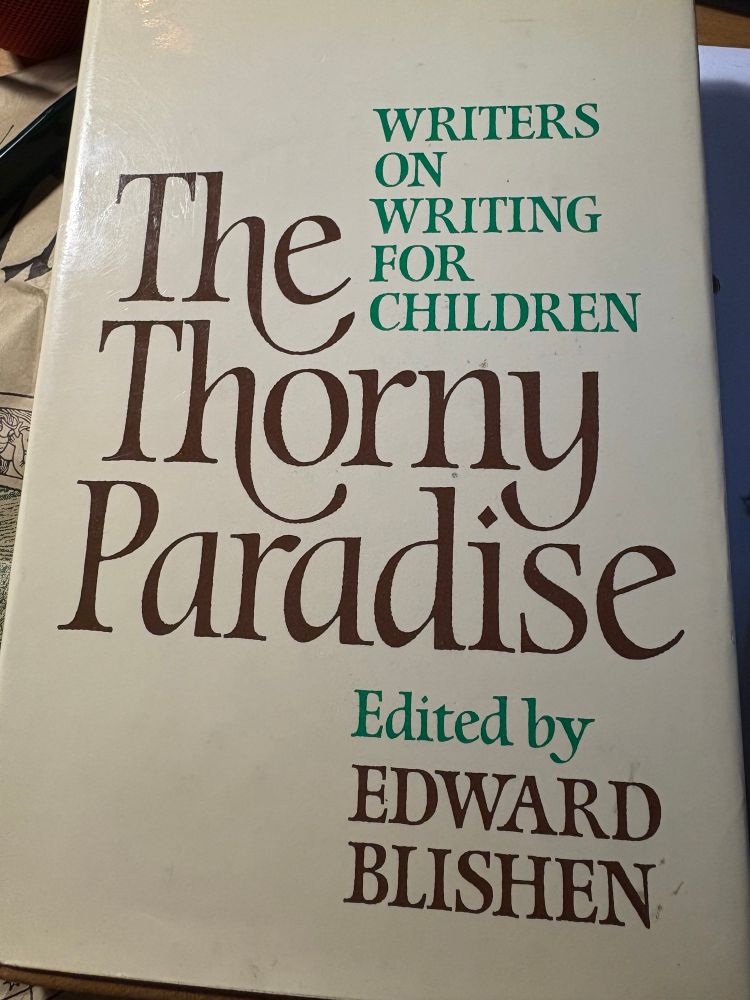 WRITERS
ON
WRITING
FOR
CHILDREN
The
Thorny
Paradise
Edited by
EDWARD
BLISHEN